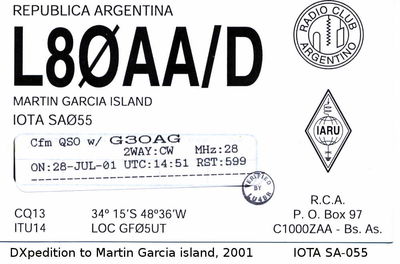 REPUBLICA ARGENTINA
RADIO CLUB
ARGENTINO
L8ØAA/D
MARTIN GARCIA ISLAND
IOTA SAØ55
IARU
Cfm QSO w/ G3OAG
2WAY:CW MHz:28
ON:28-JUL-01 UTC:14:51 RST:599
VERIFIED
BY
R.C.A.
CQ13 34º 15'S 48º36'W P. O. Box 97
ITU14 LOC GFØ5UT C1000ZAA - Bs. As.
DXpedition to Martin Garcia island, 2001 IOTA SA-055